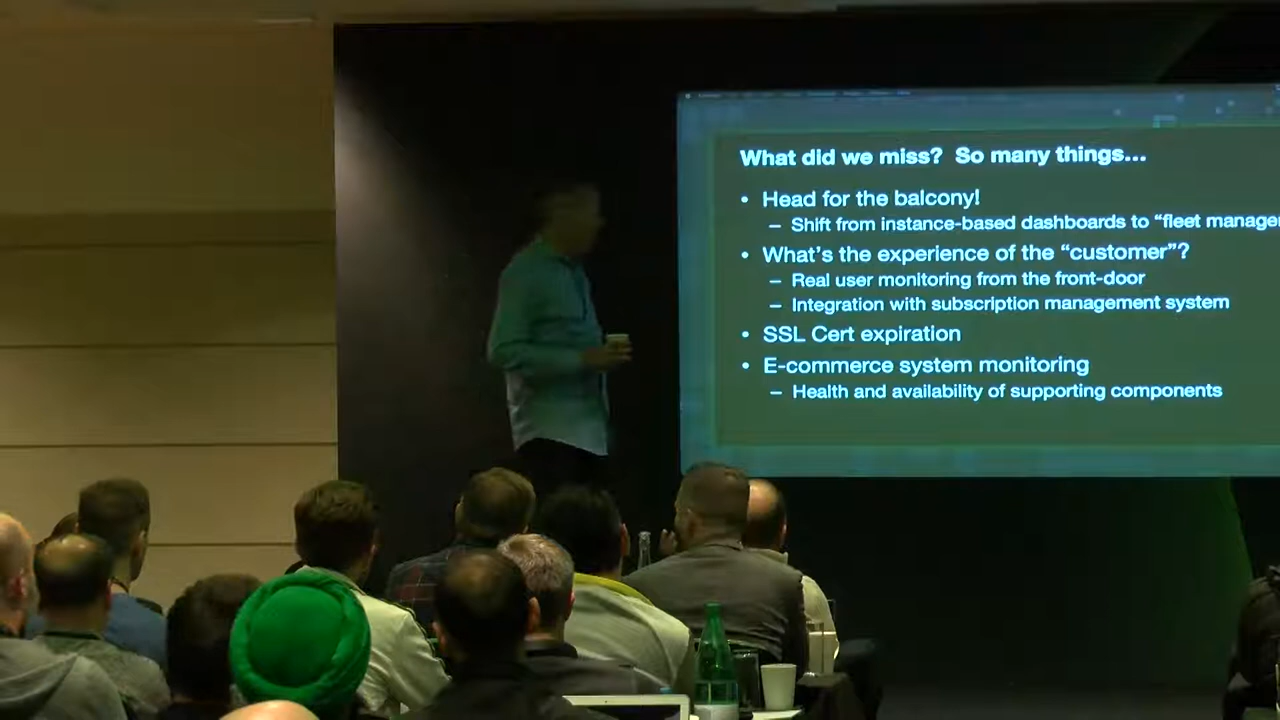 What did we miss? So many things...
• Head for the balcony!
– Shift from instance-based dashboards to "fleet manage
• What's the experience of the "customer"?
– Real user monitoring from the front-door
– Integration with subscription management system
• SSL Cert expiration
• E-commerce system monitoring
– Health and availability of supporting components